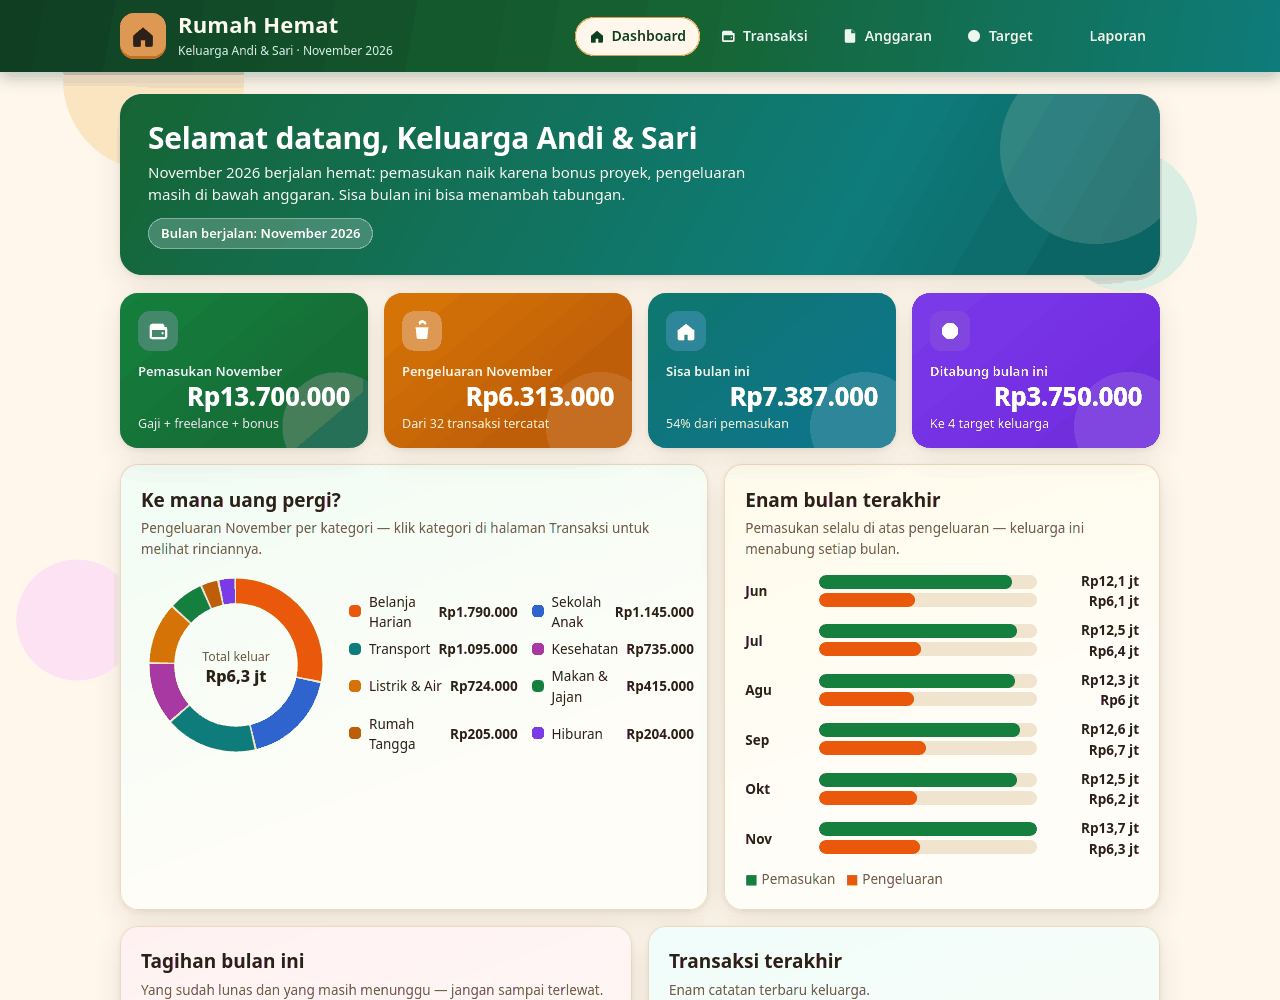 Rumah Hemat
Keluarga Andi & Sari · November 2026
Dashboard
Transaksi
Anggaran
Target
Laporan
Selamat datang, Keluarga Andi & Sari
November 2026 berjalan hemat: pemasukan naik karena bonus proyek, pengeluaran
masih di bawah anggaran. Sisa bulan ini bisa menambah tabungan.
Bulan berjalan: November 2026
Pemasukan November
Rp13.700.000
Gaji + freelance + bonus
Pengeluaran November
Rp6.313.000
Dari 32 transaksi tercatat
Sisa bulan ini
Rp7.387.000
54% dari pemasukan
Ditabung bulan ini
Rp3.750.000
Ke 4 target keluarga
Ke mana uang pergi?
Pengeluaran November per kategori — klik kategori di halaman Transaksi untuk
melihat rinciannya.
Total keluar
Rp6,3 jt
Belanja
Harian
Rp1.790.000
Sekolah
Anak
Rp1.145.000
Transport
Rp1.095.000
Kesehatan
Rp735.000
Listrik & Air
Rp724.000
Makan &
Jajan
Rp415.000
Rumah
Tangga
Rp205.000
Hiburan
Rp204.000
Enam bulan terakhir
Pemasukan selalu di atas pengeluaran — keluarga ini
menabung setiap bulan.
Jun
Rp12,1 jt
Rp6,1 jt
Jul
Rp12,5 jt
Rp6,4 jt
Agu
Rp12,3 jt
Rp6 jt
Sep
Rp12,6 jt
Rp6,7 jt
Okt
Rp12,5 jt
Rp6,2 jt
Nov
Rp13,7 jt
Rp6,3 jt
Pemasukan
Pengeluaran
Tagihan bulan ini
Yang sudah lunas dan yang masih menunggu — jangan sampai terlewat.
Transaksi terakhir
Enam catatan terbaru keluarga.